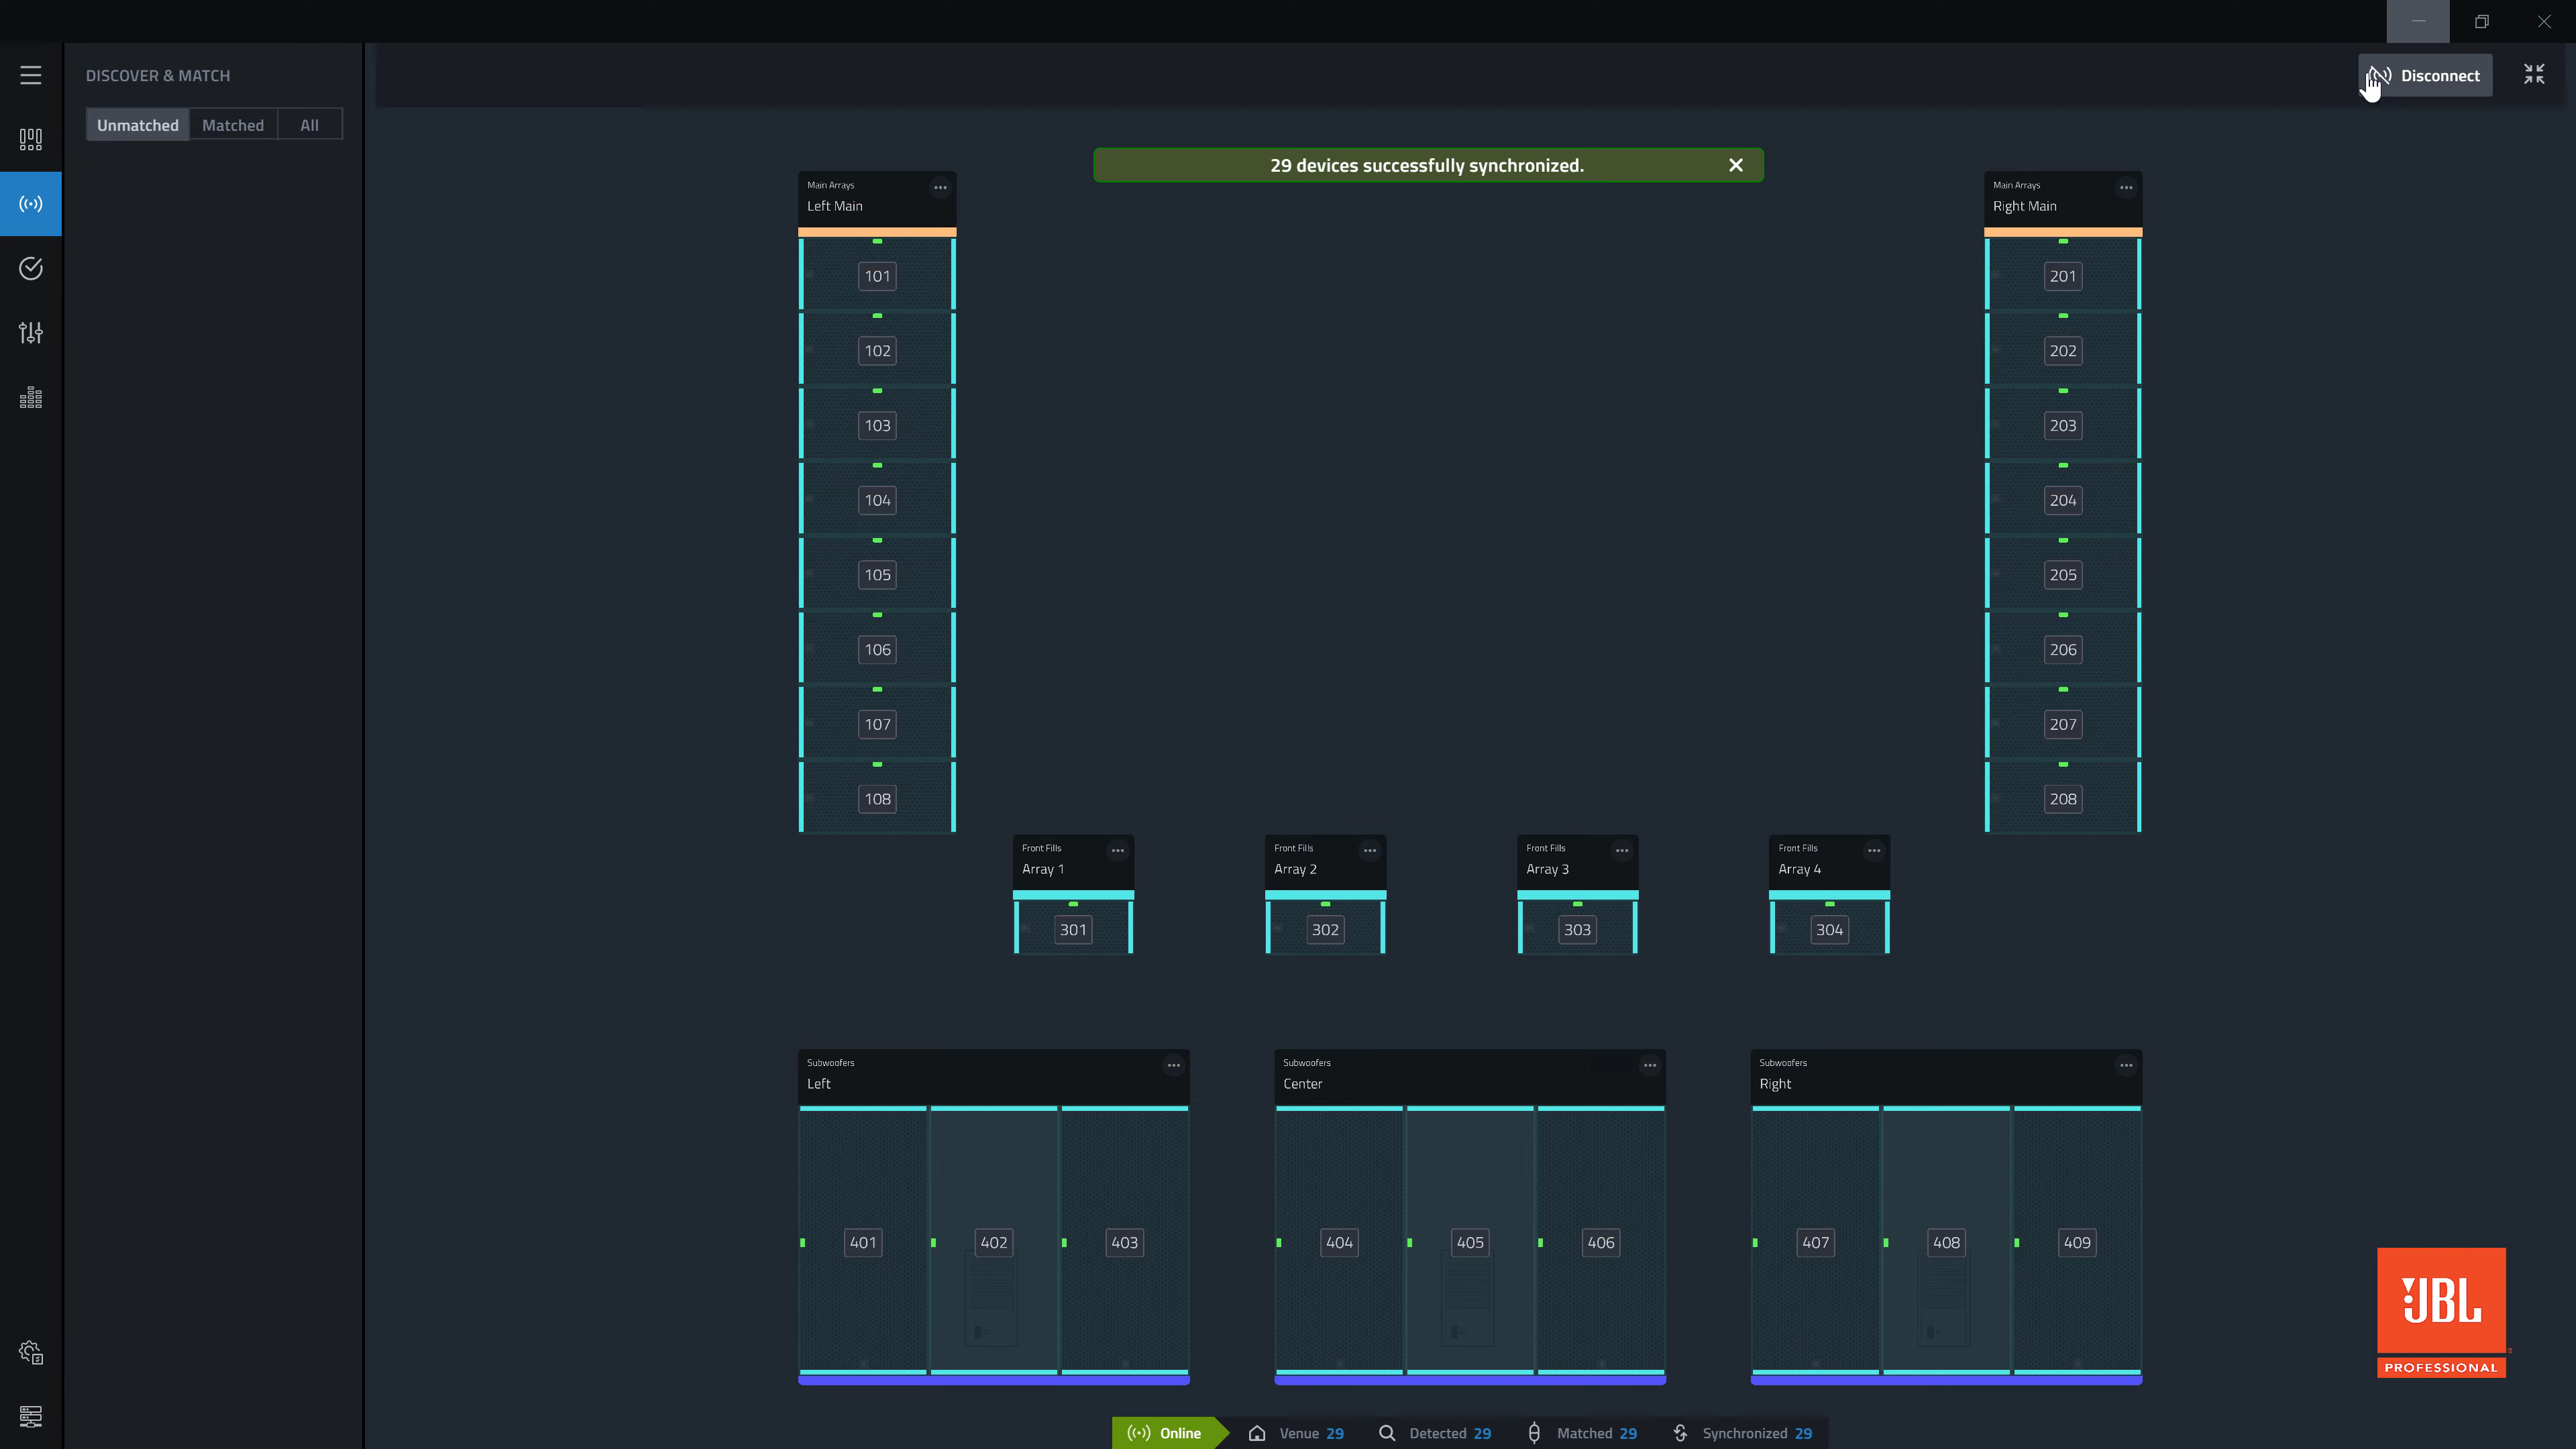 DISCOVER & MATCH
Unmatched Matched All
Disconnect
29 devices successfully synchronized.
Main Arrays
Left Main
101
102
103
104
105
106
107
108
Main Arrays
Right Main
201
202
203
204
205
206
207
208
Front Fills
Array 1
301
Front Fills
Array 2
302
Front Fills
Array 3
303
Front Fills
Array 4
304
Subwoofers
Left
401 402 403
Subwoofers
Center
404 405 406
Subwoofers
Right
407 408 409
JBL
PROFESSIONAL
Online Venue 29 Detected 29 Matched 29 Synchronized 29